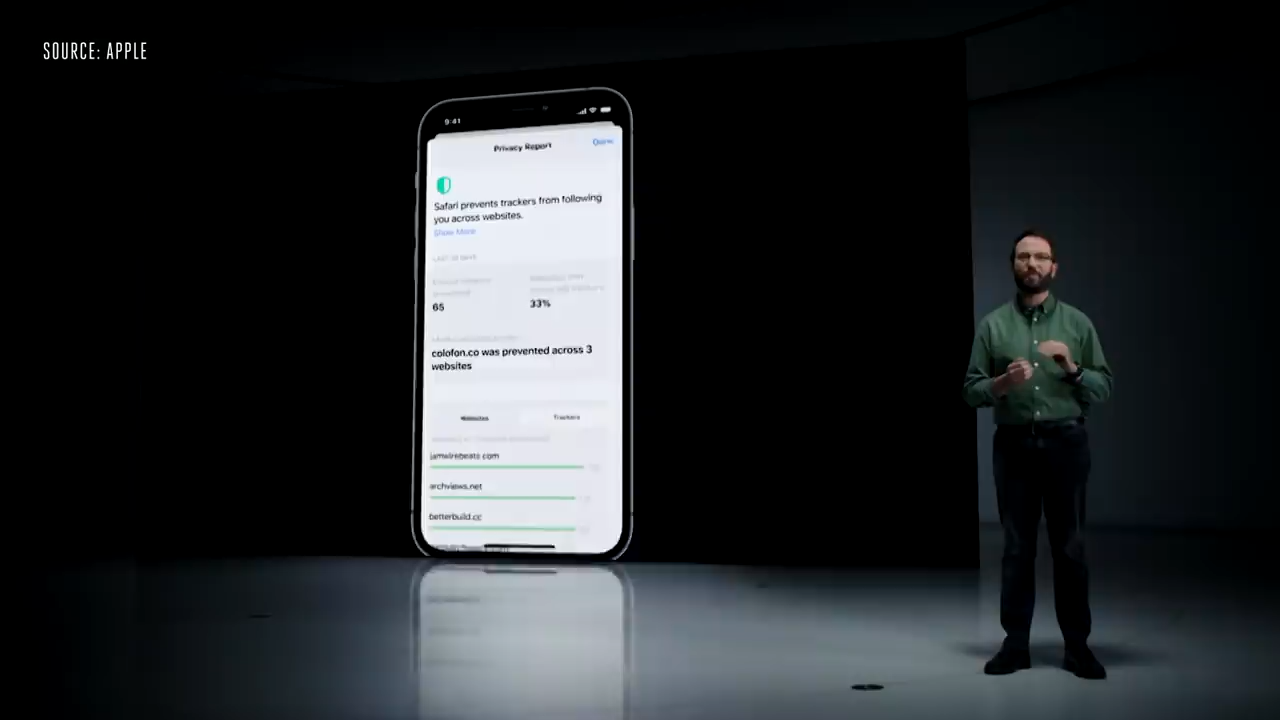 SOURCE: APPLE
9:41
Privacy Report
Done
Safari prevents trackers from following
you across websites.
Show More
65
33%
colofon.co was prevented across 3
websites
Websites
Trackers
jamwirebeats.com
archviews.net
betterbuild.cc